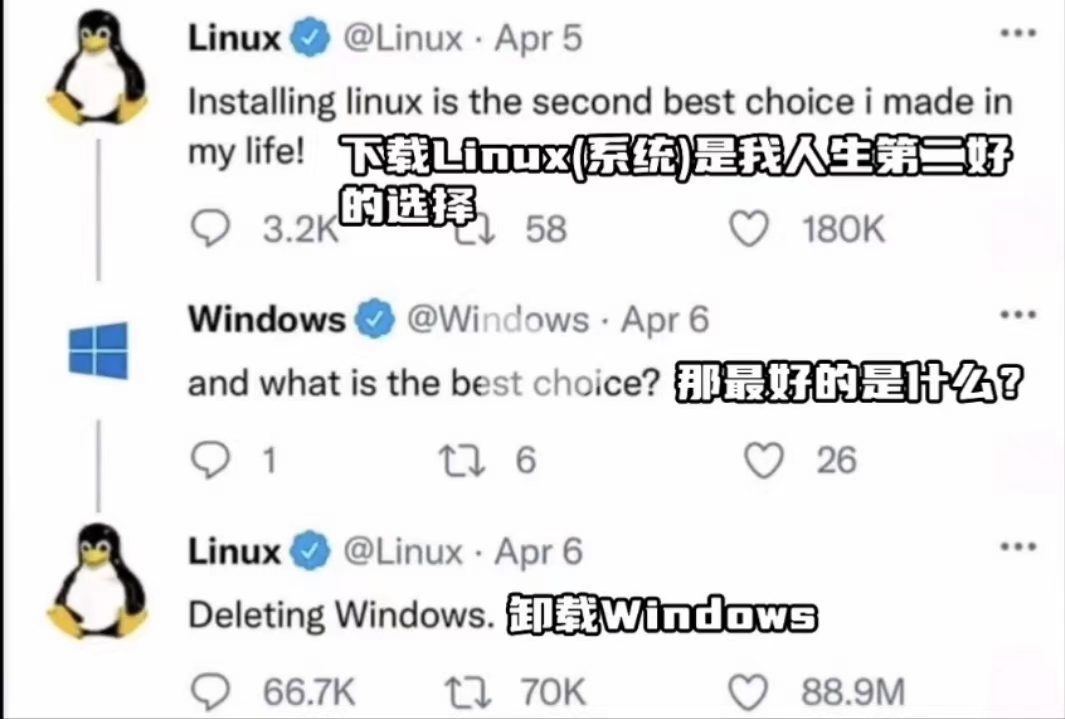 Linux @Linux · Apr 5
Installing linux is the second best choice i made in
my life! 下载Linux(系统)是我人生第二好
的选择
3.2K 58 180K
Windows @Windows · Apr 6
and what is the best choice? 那最好的是什么?
1 6 26
Linux @Linux · Apr 6
Deleting Windows. 卸载Windows
66.7K 70K 88.9M